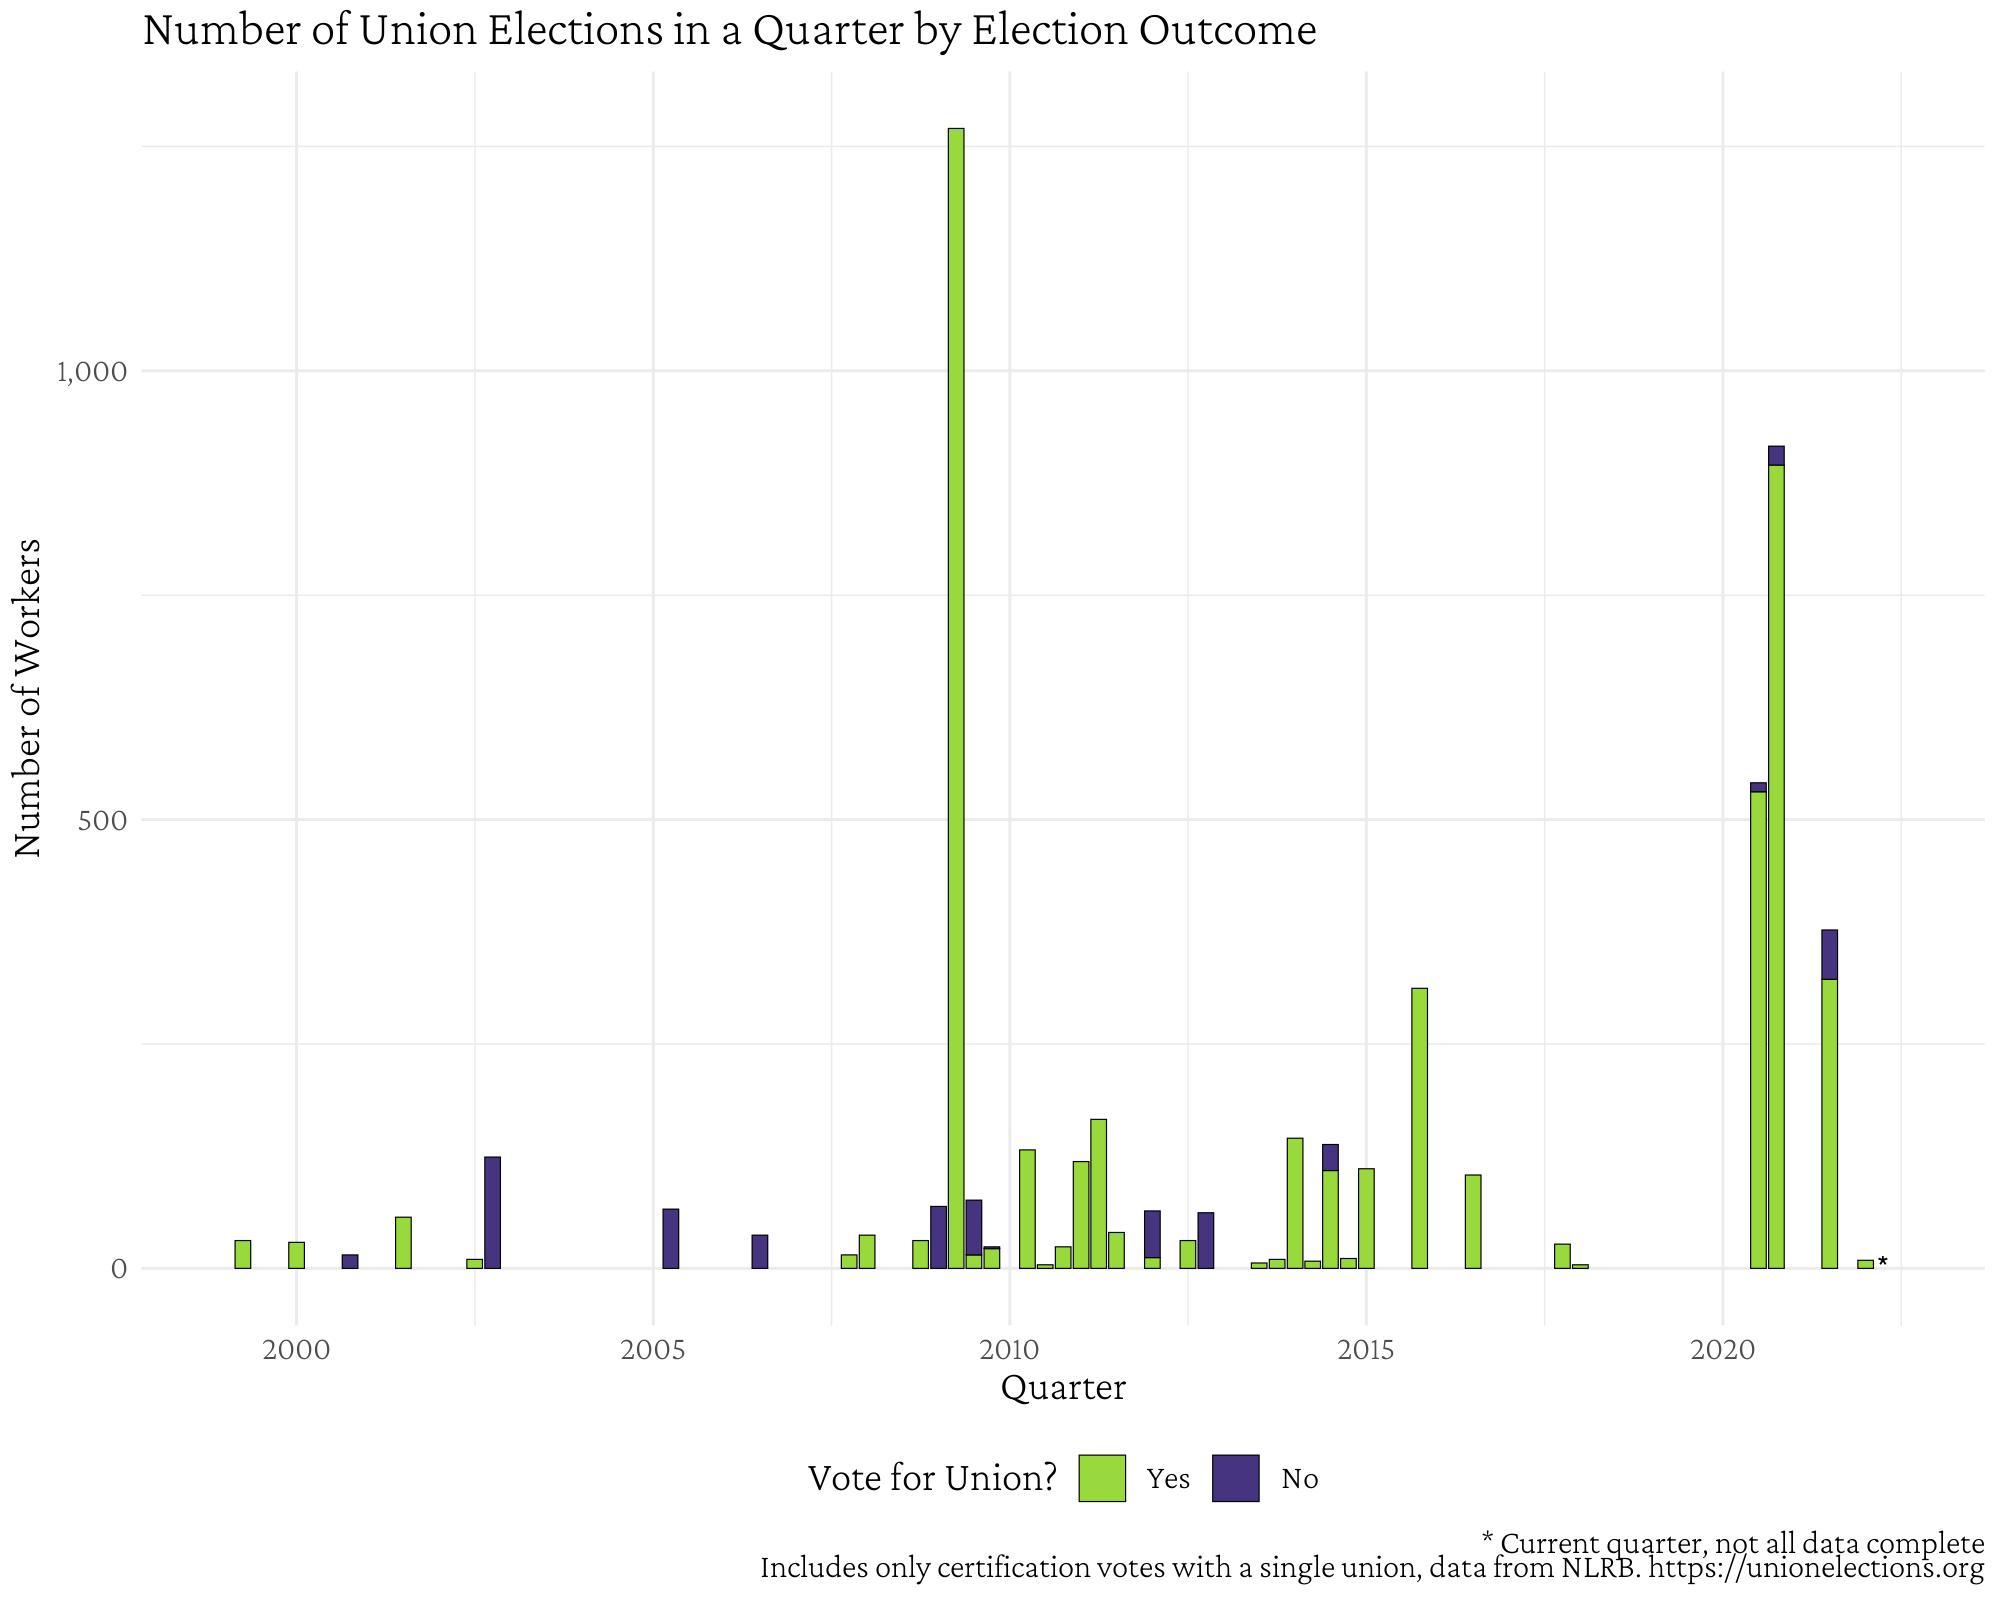 Number of Union Elections in a Quarter by Election Outcome
Number of Workers
1,000
500
0
*
2000 2005 2010 2015 2020
Quarter
Vote for Union? Yes No
* Current quarter, not all data complete
Includes only certification votes with a single union, data from NLRB. https://unionelections.org